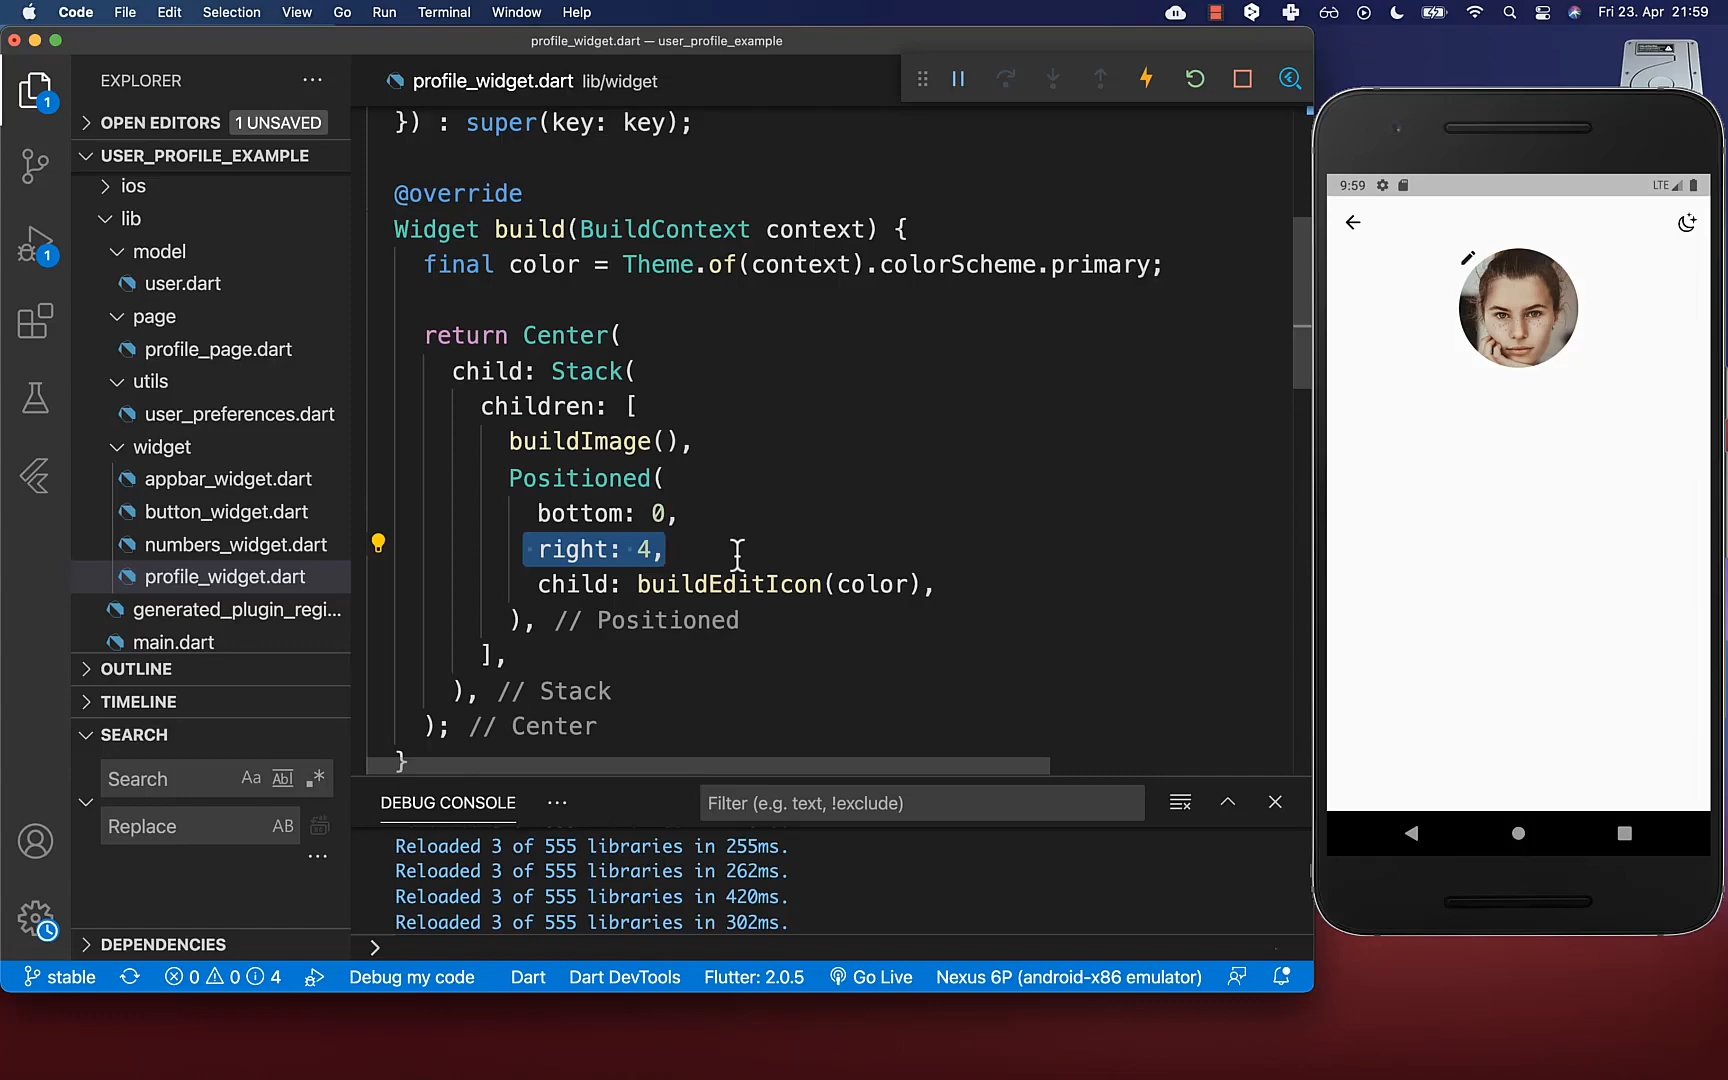 Code File Edit Selection View Go Run Terminal Window Help Fri 23. Apr 21:59
profile_widget.dart — user_profile_example
EXPLORER
OPEN EDITORS 1 UNSAVED
USER_PROFILE_EXAMPLE
ios
lib
model
user.dart
page
profile_page.dart
utils
user_preferences.dart
widget
appbar_widget.dart
button_widget.dart
numbers_widget.dart
profile_widget.dart
generated_plugin_regi...
main.dart
OUTLINE
TIMELINE
SEARCH
Search Aa Abl .*
Replace AB
DEPENDENCIES
1
1
profile_widget.dart lib/widget
}) : super(key: key);
@override
Widget build(BuildContext context) {
final color = Theme.of(context).colorScheme.primary;
return Center(
child: Stack(
children: [
buildImage(),
Positioned(
bottom: 0,
right: 4,
child: buildEditIcon(color),
), // Positioned
],
), // Stack
); // Center
}
DEBUG CONSOLE Filter (e.g. text, !exclude)
Reloaded 3 of 555 libraries in 255ms.
Reloaded 3 of 555 libraries in 262ms.
Reloaded 3 of 555 libraries in 420ms.
Reloaded 3 of 555 libraries in 302ms.
stable 0 0 4 Debug my code Dart Dart DevTools Flutter: 2.0.5 Go Live Nexus 6P (android-x86 emulator)
9:59 LTE